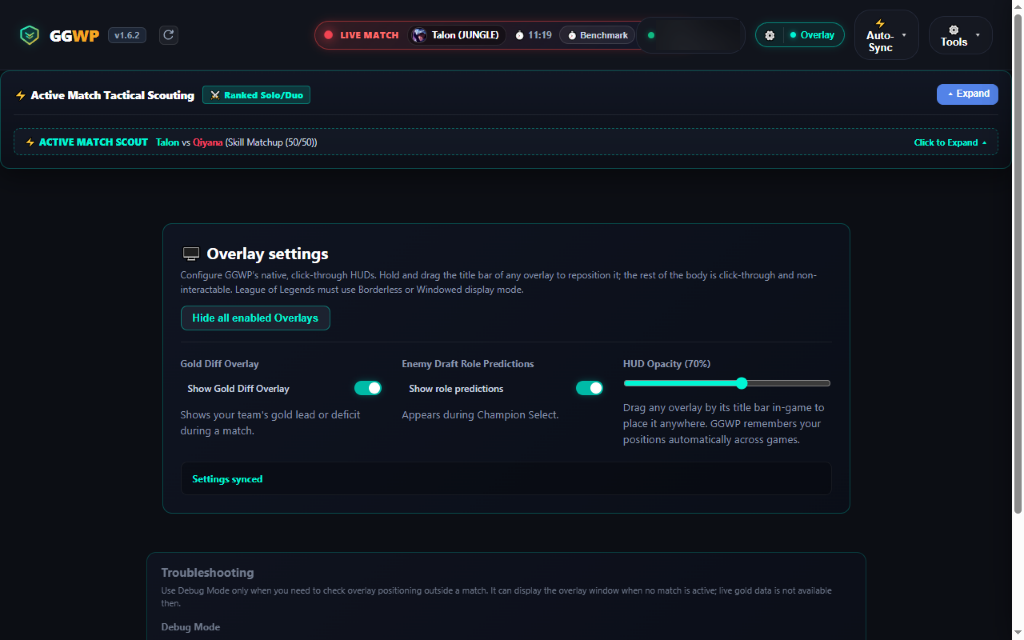 GGWP v1.6.2
LIVE MATCH Talon (JUNGLE) 11:19 Benchmark
Overlay
Auto-
Sync
Tools
Active Match Tactical Scouting Ranked Solo/Duo
Expand
ACTIVE MATCH SCOUT Talon vs Qiyana (Skill Matchup (50/50))
Click to Expand
Overlay settings
Configure GGWP's native, click-through HUDs. Hold and drag the title bar of any overlay to reposition it; the rest of the body is click-through and non-
interactable. League of Legends must use Borderless or Windowed display mode.
Hide all enabled Overlays
Gold Diff Overlay
Show Gold Diff Overlay
Shows your team's gold lead or deficit
during a match.
Enemy Draft Role Predictions
Show role predictions
Appears during Champion Select.
HUD Opacity (70%)
Drag any overlay by its title bar in-game to
place it anywhere. GGWP remembers your
positions automatically across games.
Settings synced
Troubleshooting
Use Debug Mode only when you need to check overlay positioning outside a match. It can display the overlay window when no match is active; live gold data is not available
then.
Debug Mode